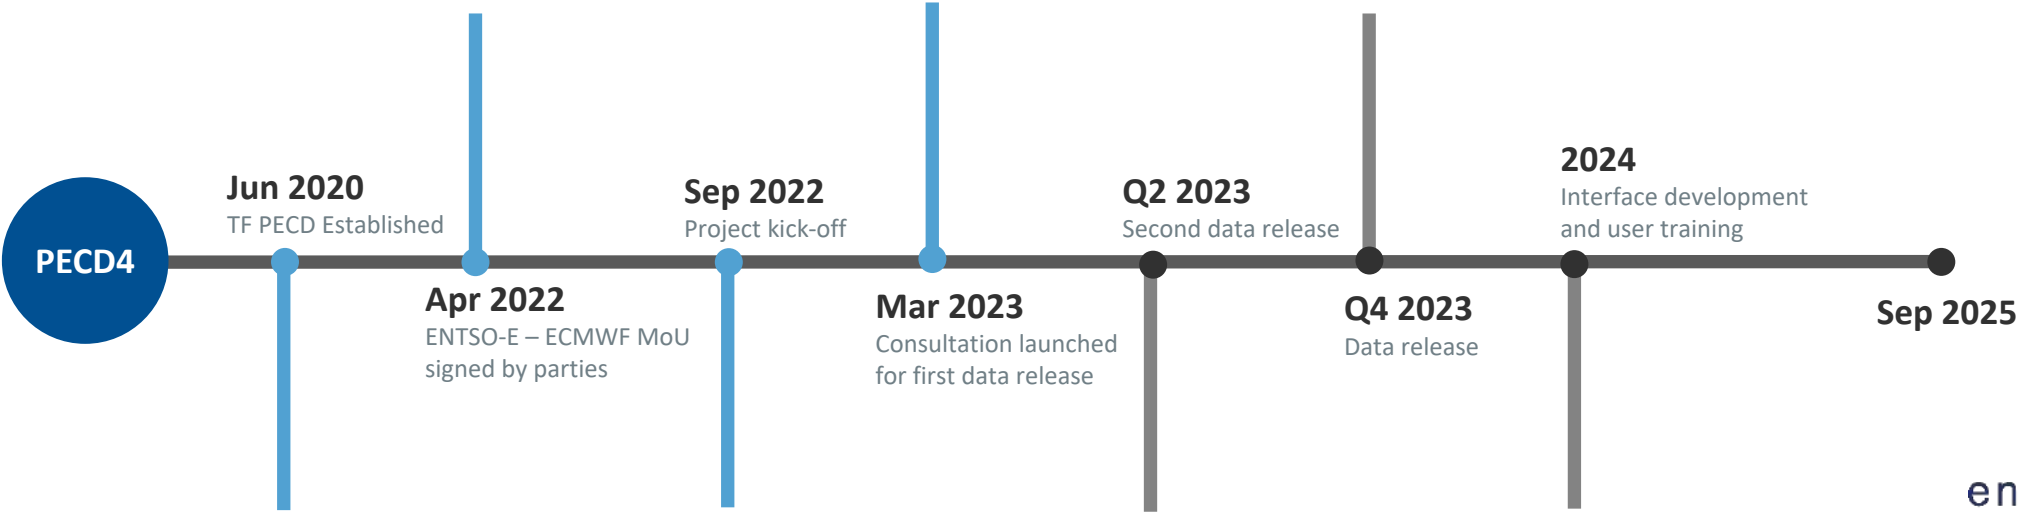 PECD4
Jun 2020
TF PECD Established
Apr 2022
ENTSO-E – ECMWF MoU
signed by parties
Sep 2022
Project kick-off
Mar 2023
Consultation launched
for first data release
Q2 2023
Second data release
Q4 2023
Data release
2024
Interface development
and user training
Sep 2025
en